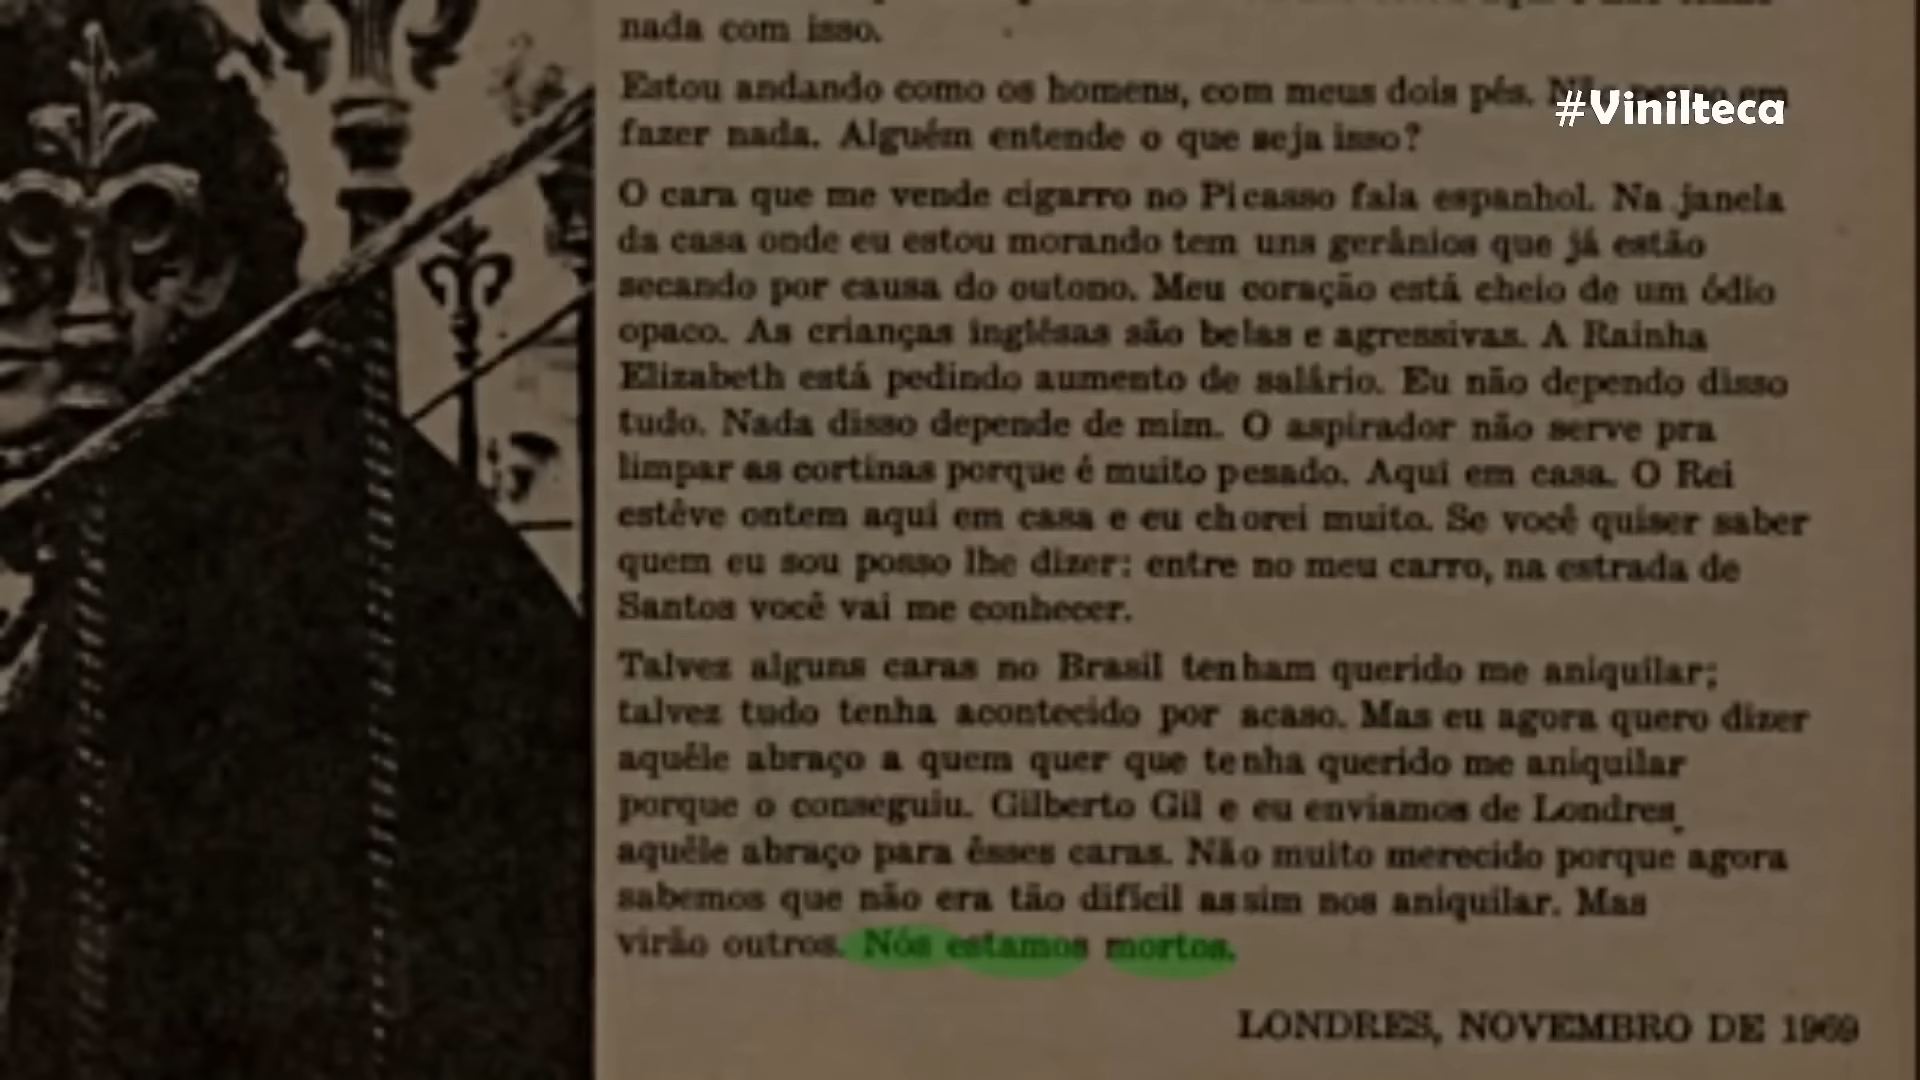 nada com isso.
Estou andando como os homens, com meus dois pés.
#Vinilteca
fazer nada. Alguém entende o que seja isso?
O cara que me vende cigarro no Picasso fala espanhol. Na janela
da casa onde eu estou morando tem uns gerânios que já estão
secando por causa do outono. Meu coração está cheio de um ódio
opaco. As crianças inglêsas são belas e agressivas. A Rainha
Elizabeth está pedindo aumento de salário. Eu não dependo disso
tudo. Nada disso depende de mim. O aspirador não serve pra
limpar as cortinas porque é muito pesado. Aqui em casa. O Rei
estêve ontem aqui em casa e eu chorei muito. Se você quiser saber
quem eu sou posso lhe dizer: entre no meu carro, na estrada de
Santos você vai me conhecer.
Talvez alguns caras no Brasil tenham querido me aniquilar;
talvez tudo tenha acontecido por acaso. Mas eu agora quero dizer
aquêle abraço a quem quer que tenha querido me aniquilar
porque o conseguiu. Gilberto Gil e eu enviamos de Londres
aquêle abraço para êsses caras. Não muito merecido porque agora
sabemos que não era tão difícil assim nos aniquilar. Mas
virão outros. Nós estamos mortos.
LONDRES, NOVEMBRO DE 1969